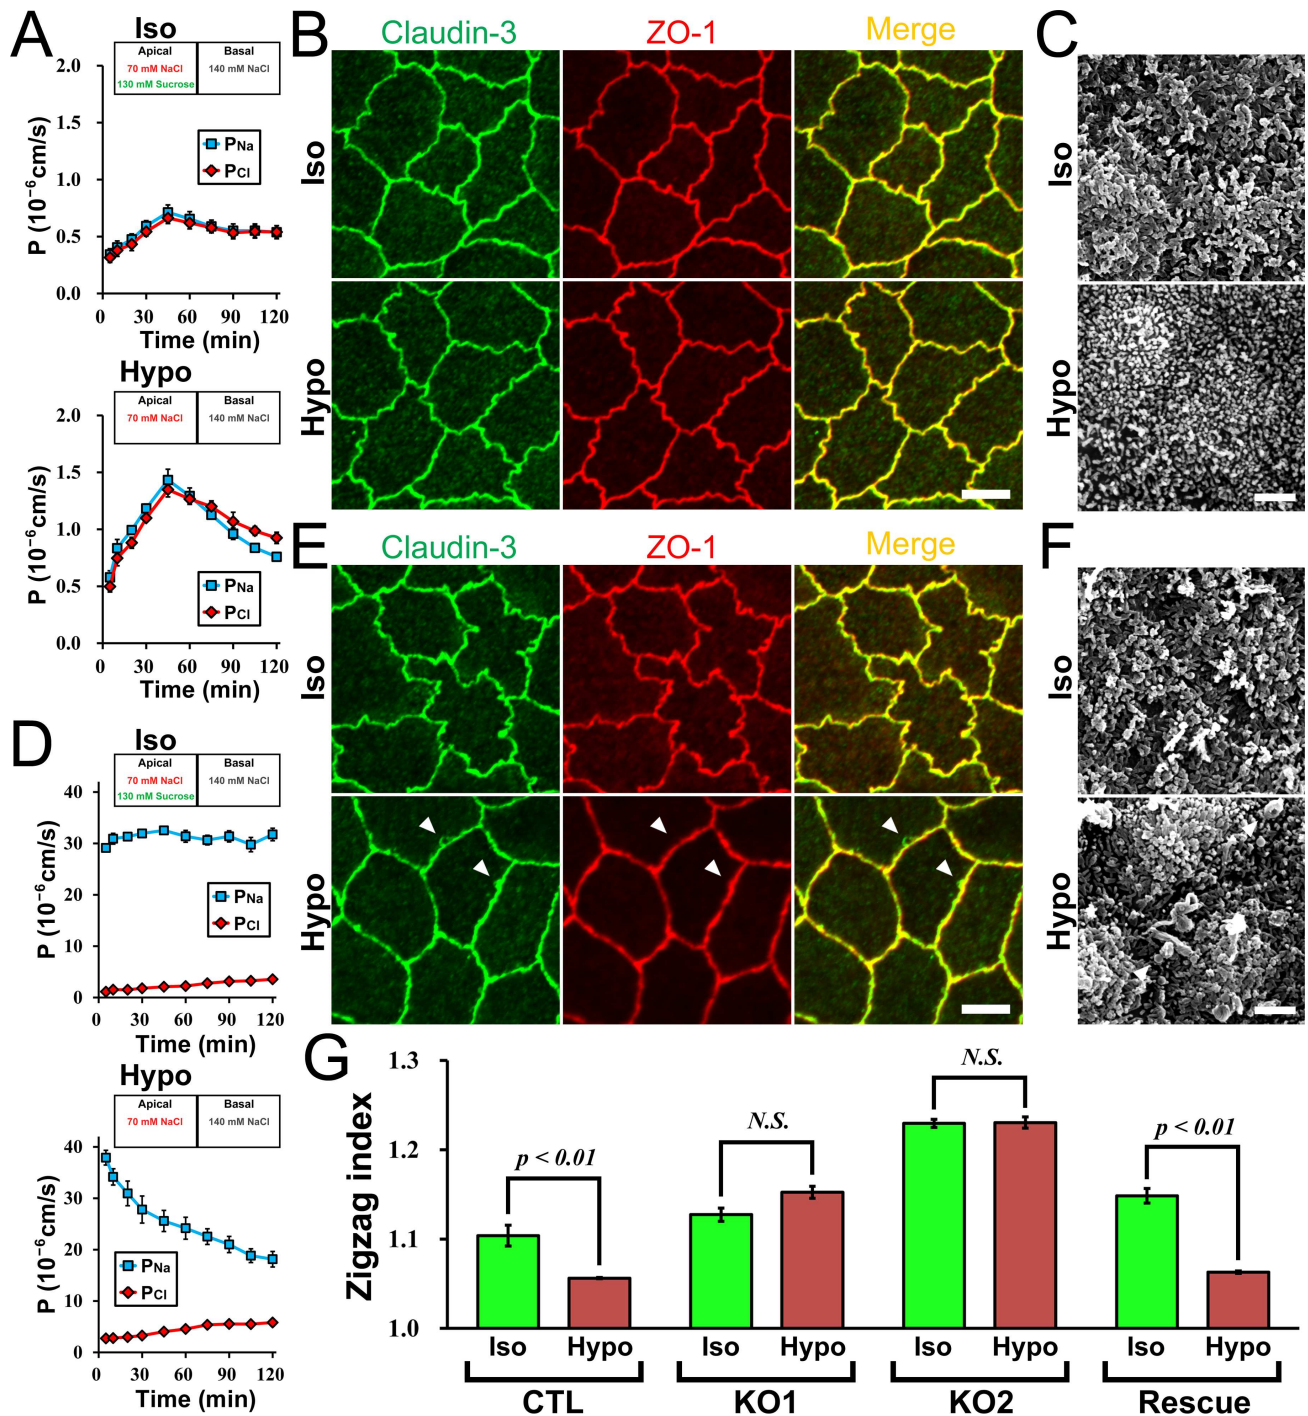 A
Iso
Apical Basal
70 mM NaCl 140 mM NaCl
130 mM Sucrose
2.0
1.5
1.0
0.5
0.0
P (10⁻⁶cm/s)
PNa
PCl
0 30 60 90 120
Time (min)
Hypo
Apical Basal
70 mM NaCl 140 mM NaCl
2.0
1.5
1.0
0.5
0.0
P (10⁻⁶cm/s)
PNa
PCl
0 30 60 90 120
Time (min)
B
Claudin-3 ZO-1 Merge
Iso
Hypo
C
Iso
Hypo
D
Iso
Apical Basal
70 mM NaCl 140 mM NaCl
130 mM Sucrose
40
30
20
10
0
P (10⁻⁶cm/s)
PNa
PCl
0 30 60 90 120
Time (min)
Hypo
Apical Basal
70 mM NaCl 140 mM NaCl
40
30
20
10
0
P (10⁻⁶cm/s)
PNa
PCl
0 30 60 90 120
Time (min)
E
Claudin-3 ZO-1 Merge
Iso
Hypo
F
Iso
Hypo
G
1.3
1.2
1.1
1.0
Zigzag index
p < 0.01
N.S.
N.S.
p < 0.01
Iso Hypo Iso Hypo Iso Hypo Iso Hypo
CTL KO1 KO2 Rescue